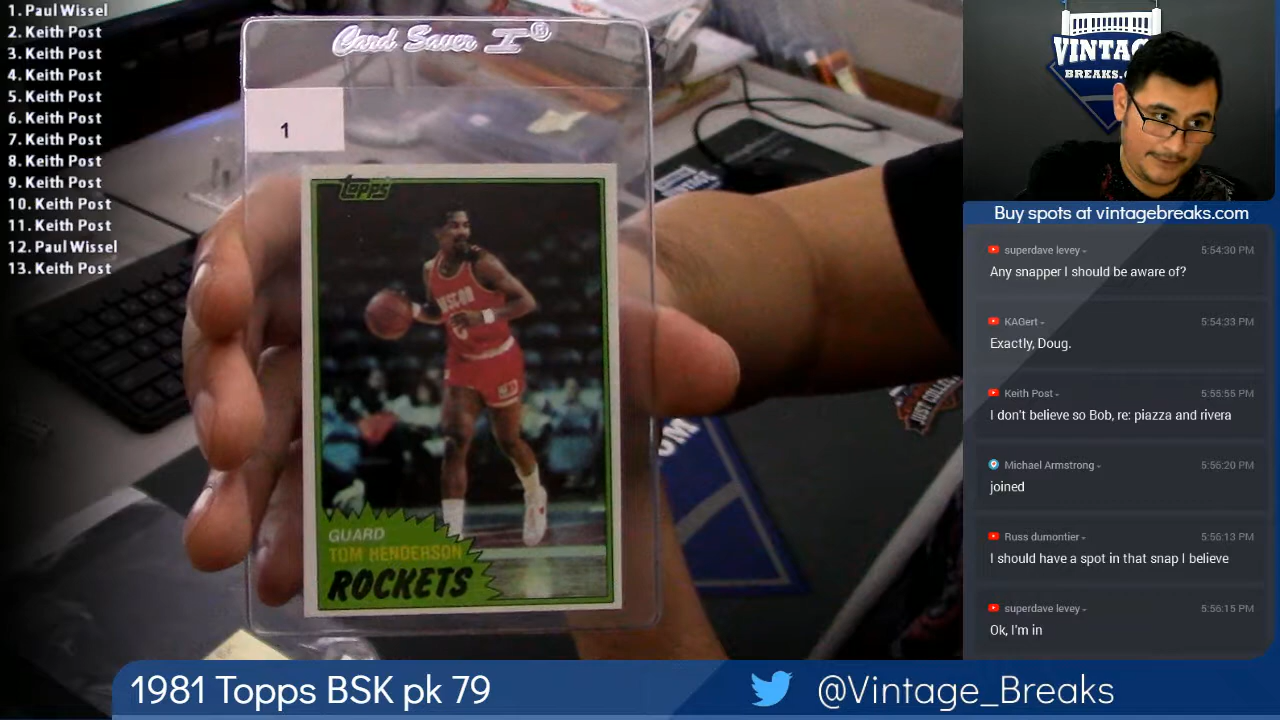 1. Paul Wissel
2. Keith Post
3. Keith Post
4. Keith Post
5. Keith Post
6. Keith Post
7. Keith Post
8. Keith Post
9. Keith Post
10. Keith Post
11. Keith Post
12. Paul Wissel
13. Keith Post
Card Saver I®
1
Topps
GUARD
TOM HENDERSON
ROCKETS
JUST COLLECT
OM
VINTAG
BREAKS.C
Buy spots at vintagebreaks.com
superdave levey - 5:54:30 PM
Any snapper I should be aware of?
KAGert - 5:54:33 PM
Exactly, Doug.
Keith Post - 5:55:55 PM
I don't believe so Bob, re: piazza and rivera
Michael Armstrong - 5:56:20 PM
joined
Russ dumontier - 5:56:13 PM
I should have a spot in that snap I believe
superdave levey - 5:56:15 PM
Ok, I'm in
1981 Topps BSK pk 79
@Vintage_Breaks